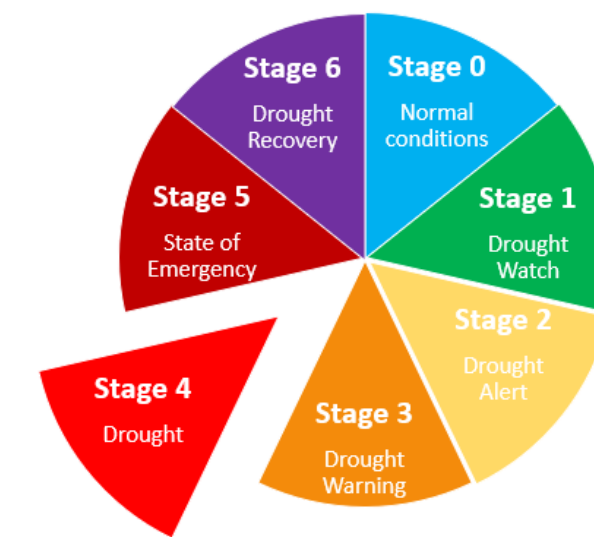 Stage 0
Normal
conditions
Stage 1
Drought
Watch
Stage 2
Drought
Alert
Stage 3
Drought
Warning
Stage 4
Drought
Stage 5
State of
Emergency
Stage 6
Drought
Recovery